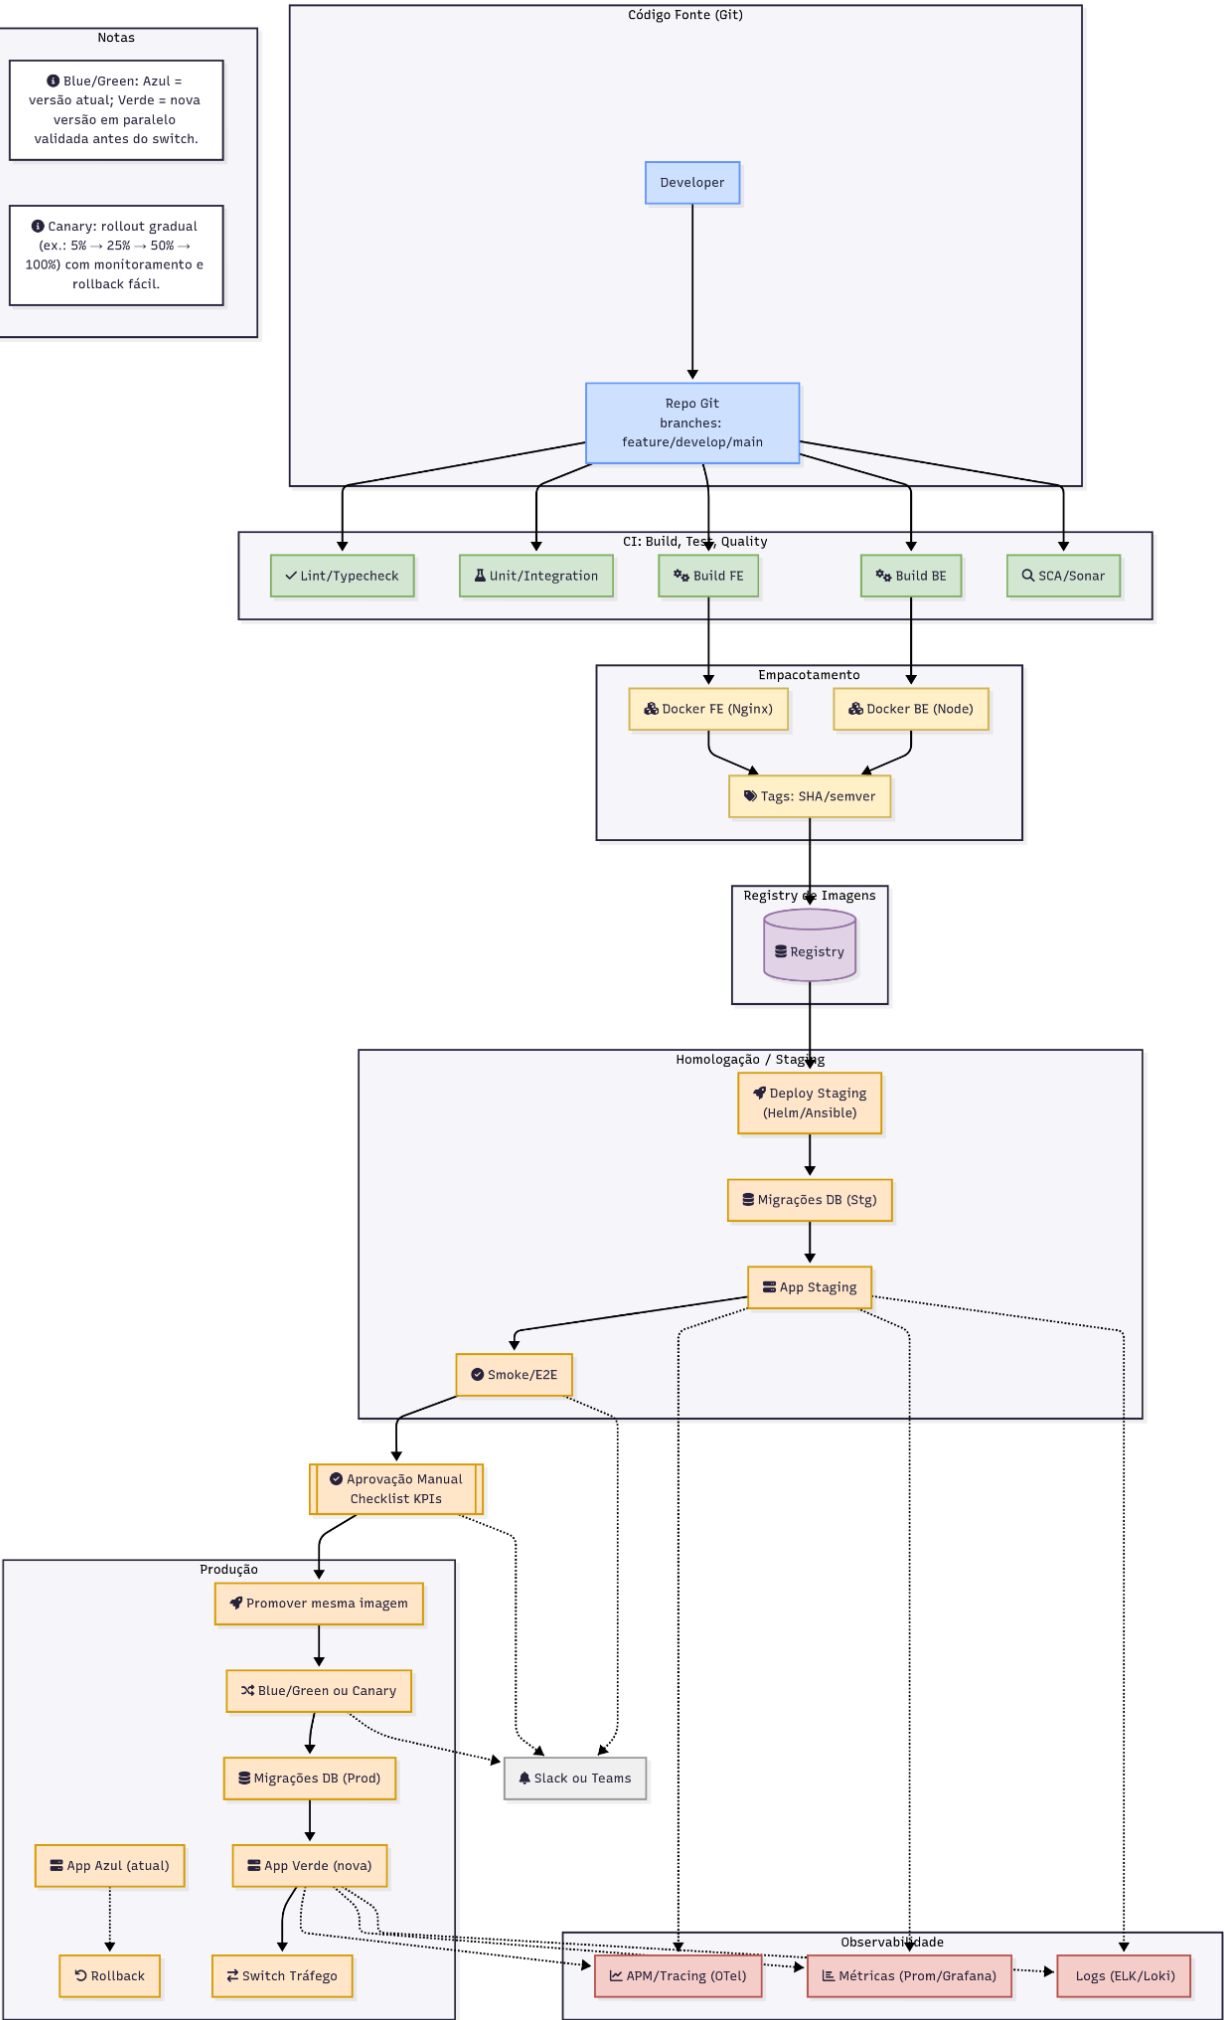 Código Fonte (Git)
Notas
Blue/Green: Azul =
versão atual; Verde = nova
versão em paralelo
validada antes do switch.
Canary: rollout gradual
(ex.: 5% → 25% → 50% →
100%) com monitoramento e
rollback fácil.
Developer
Repo Git
branches:
feature/develop/main
CI: Build, Test, Quality
Lint/Typecheck
Unit/Integration
Build FE
Build BE
SCA/Sonar
Empacotamento
Docker FE (Nginx)
Docker BE (Node)
Tags: SHA/semver
Registry de Imagens
Registry
Homologação / Staging
Deploy Staging
(Helm/Ansible)
Migrações DB (Stg)
App Staging
Smoke/E2E
Aprovação Manual
Checklist KPIs
Produção
Promover mesma imagem
Blue/Green ou Canary
Migrações DB (Prod)
Slack ou Teams
App Azul (atual)
App Verde (nova)
Rollback
Switch Tráfego
Observabilidade
APM/Tracing (OTel)
Métricas (Prom/Grafana)
Logs (ELK/Loki)